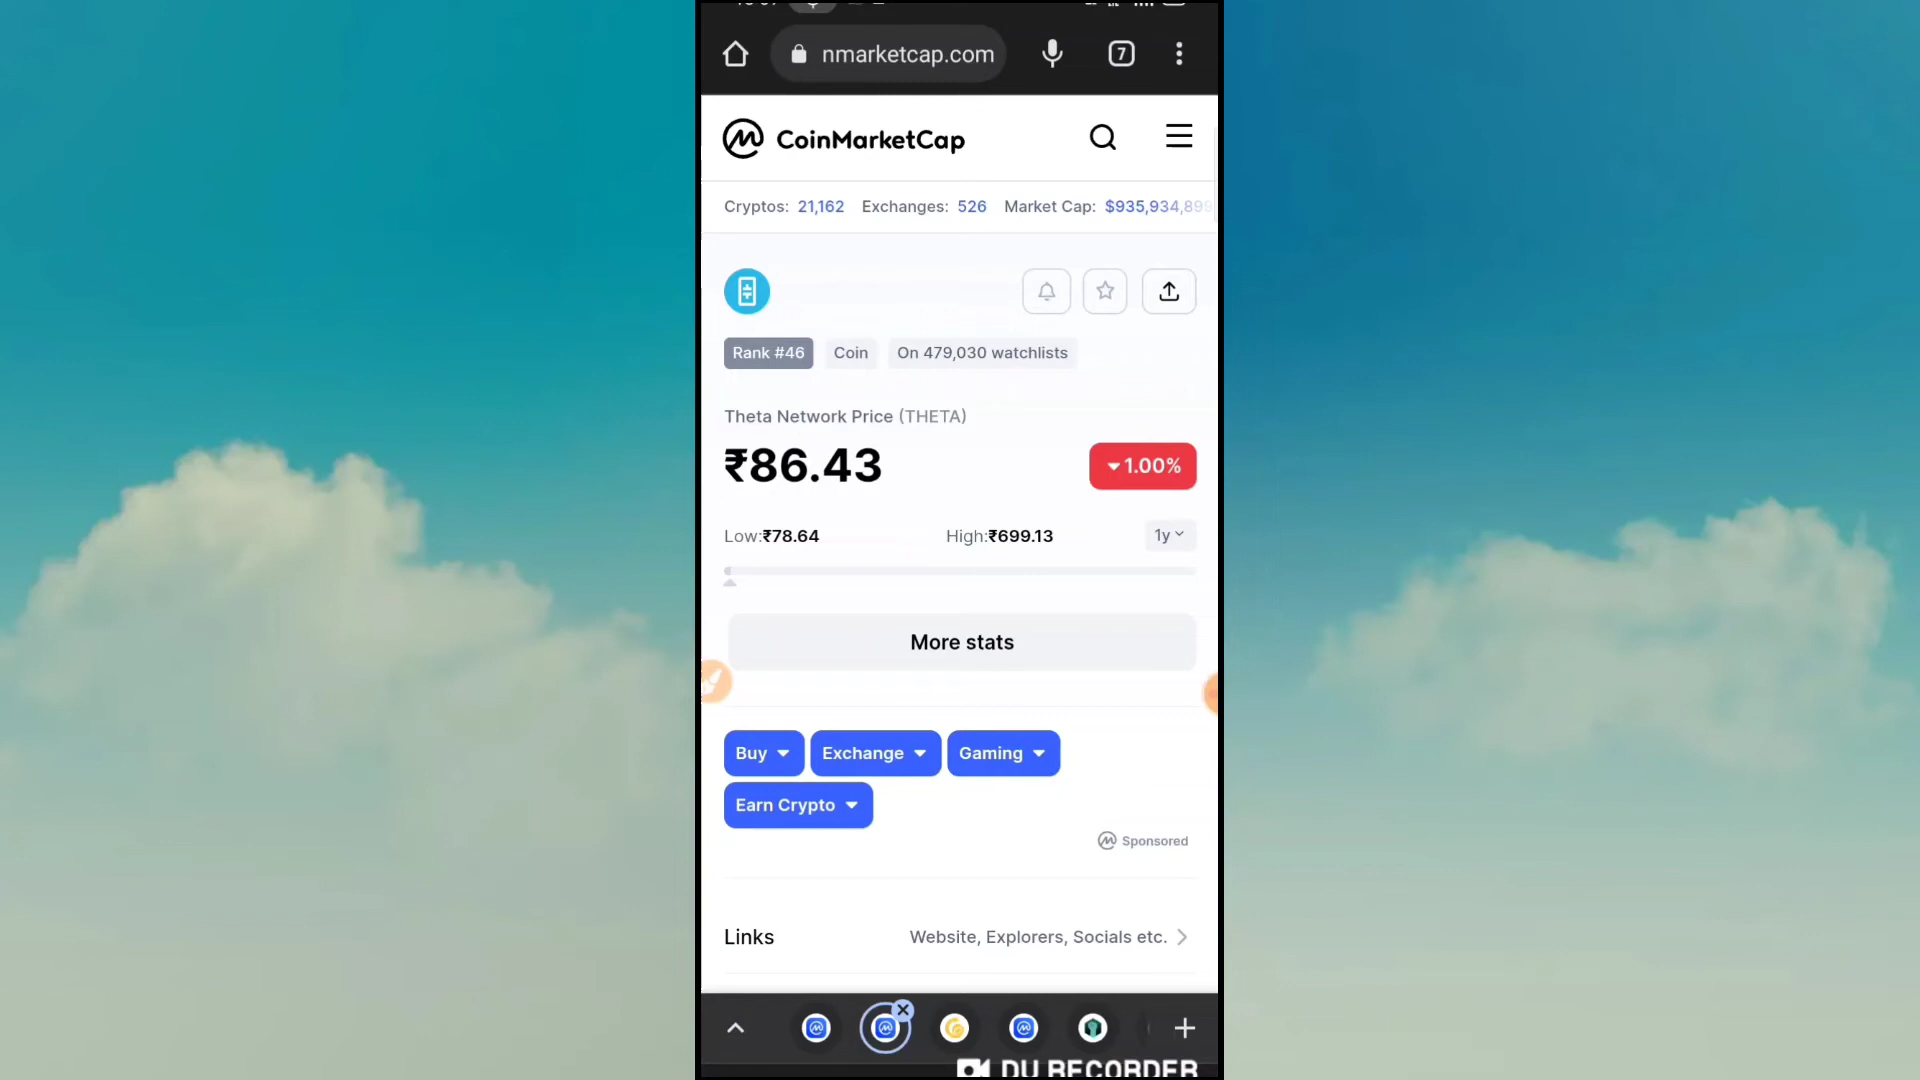 nmarketcap.com
7
CoinMarketCap
Cryptos: 21,162 Exchanges: 526 Market Cap: $935,934,899
Rank #46 Coin On 479,030 watchlists
Theta Network Price (THETA)
₹86.43
1.00%
Low:₹78.64 High:₹699.13 1y
More stats
Buy Exchange Gaming
Earn Crypto
Sponsored
Links Website, Explorers, Socials etc.
DU RECORDER